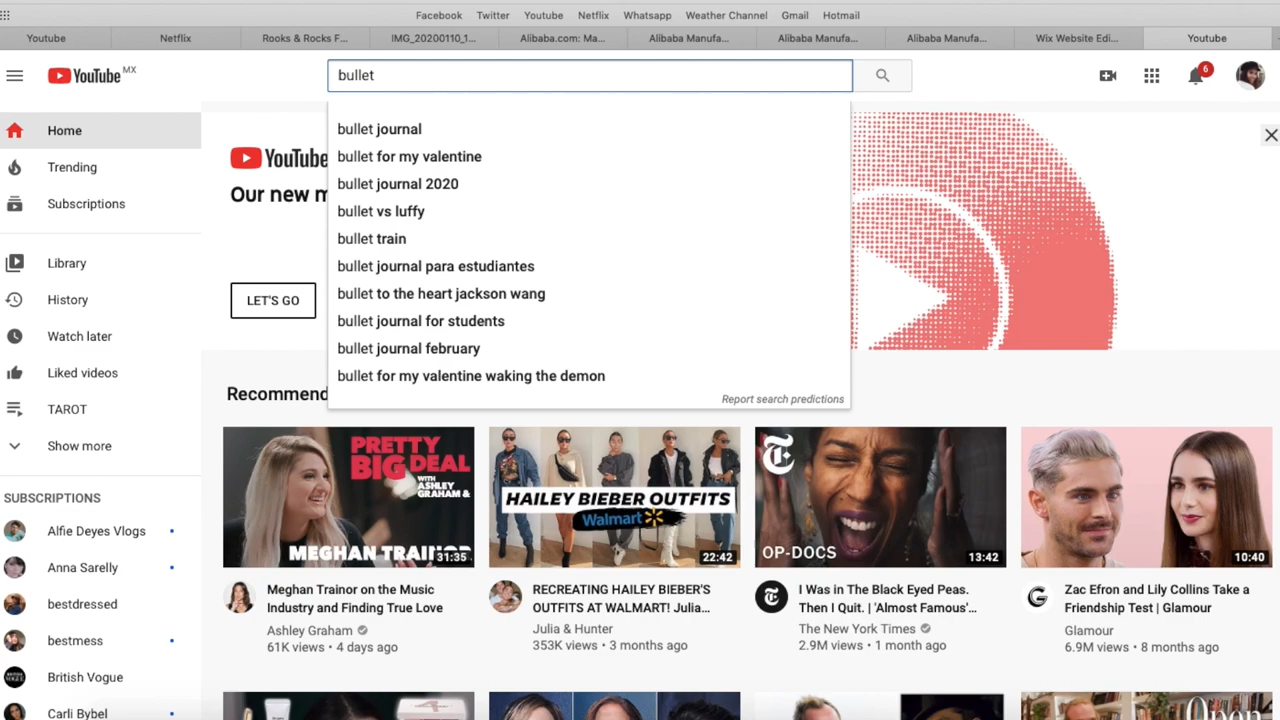 Facebook Twitter Youtube Netflix Whatsapp Weather Channel Gmail Hotmail
Youtube Netflix Rooks & Rooks F... IMG_20200110_1... Alibaba.com: Ma... Alibaba Manufa... Alibaba Manufa... Alibaba Manufa... Wix Website Edi... Youtube
YouTube MX
bullet
6
Home
Trending
Subscriptions
Library
History
Watch later
Liked videos
TAROT
Show more
SUBSCRIPTIONS
Alfie Deyes Vlogs
Anna Sarelly
bestdressed
bestmess
British Vogue
Carli Bybel
bullet journal
bullet for my valentine
bullet journal 2020
bullet vs luffy
bullet train
bullet journal para estudiantes
bullet to the heart jackson wang
bullet journal for students
bullet journal february
bullet for my valentine waking the demon
Report search predictions
YouTube
Our new m
LET'S GO
Recommend
PRETTY
BIG DEAL
WITH
ASHLEY
GRAHAM &
MEGHAN TRAINOR
31:35
Meghan Trainor on the Music
Industry and Finding True Love
Ashley Graham
61K views • 4 days ago
HAILEY BIEBER OUTFITS
Walmart
22:42
RECREATING HAILEY BIEBER'S
OUTFITS AT WALMART! Julia...
Julia & Hunter
353K views • 3 months ago
OP-DOCS
13:42
I Was in The Black Eyed Peas.
Then I Quit. | 'Almost Famous'...
The New York Times
2.9M views • 1 month ago
10:40
Zac Efron and Lily Collins Take a
Friendship Test | Glamour
Glamour
6.9M views • 8 months ago
Open